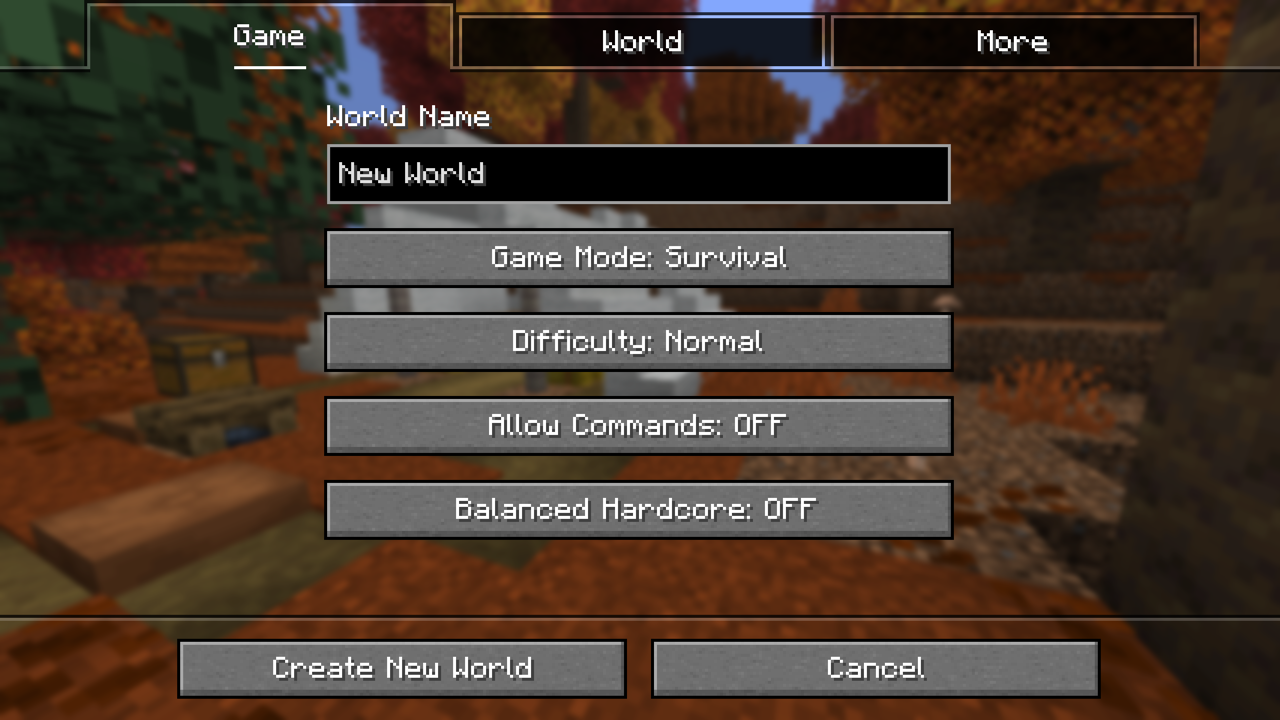 Game
World
More
World Name
New World
Game Mode: Survival
Difficulty: Normal
Allow Commands: OFF
Balanced Hardcore: OFF
Create New World
Cancel